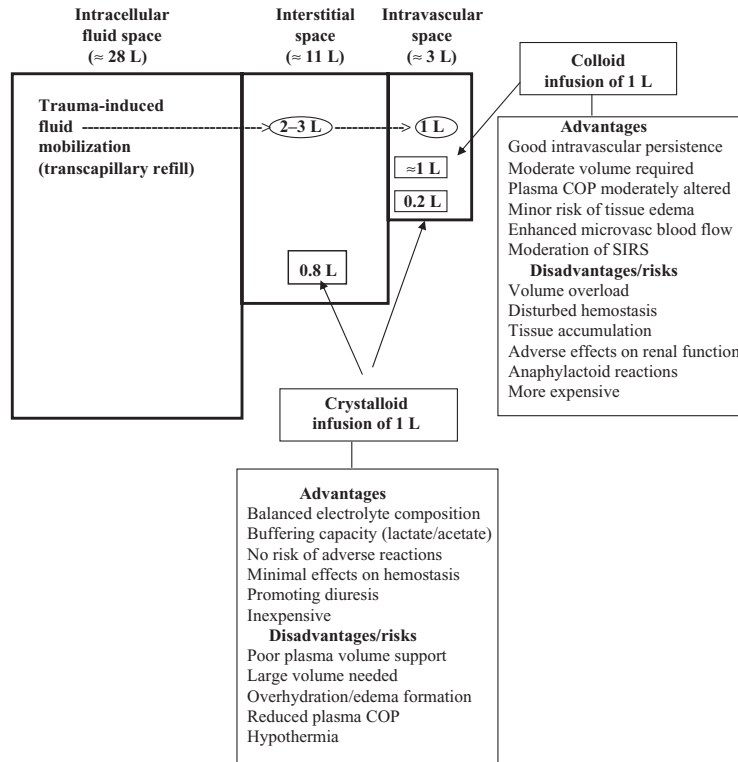 Intracellular
fluid space
(≈ 28 L)
Interstitial
space
(≈ 11 L)
Intravascular
space
(≈ 3 L)
Trauma-induced
fluid
mobilization
(transcapillary refill)
2–3 L
1 L
≈1 L
0.2 L
0.8 L
Colloid
infusion of 1 L
Advantages
Good intravascular persistence
Moderate volume required
Plasma COP moderately altered
Minor risk of tissue edema
Enhanced microvasc blood flow
Moderation of SIRS
Disadvantages/risks
Volume overload
Disturbed hemostasis
Tissue accumulation
Adverse effects on renal function
Anaphylactoid reactions
More expensive
Crystalloid
infusion of 1 L
Advantages
Balanced electrolyte composition
Buffering capacity (lactate/acetate)
No risk of adverse reactions
Minimal effects on hemostasis
Promoting diuresis
Inexpensive
Disadvantages/risks
Poor plasma volume support
Large volume needed
Overhydration/edema formation
Reduced plasma COP
Hypothermia